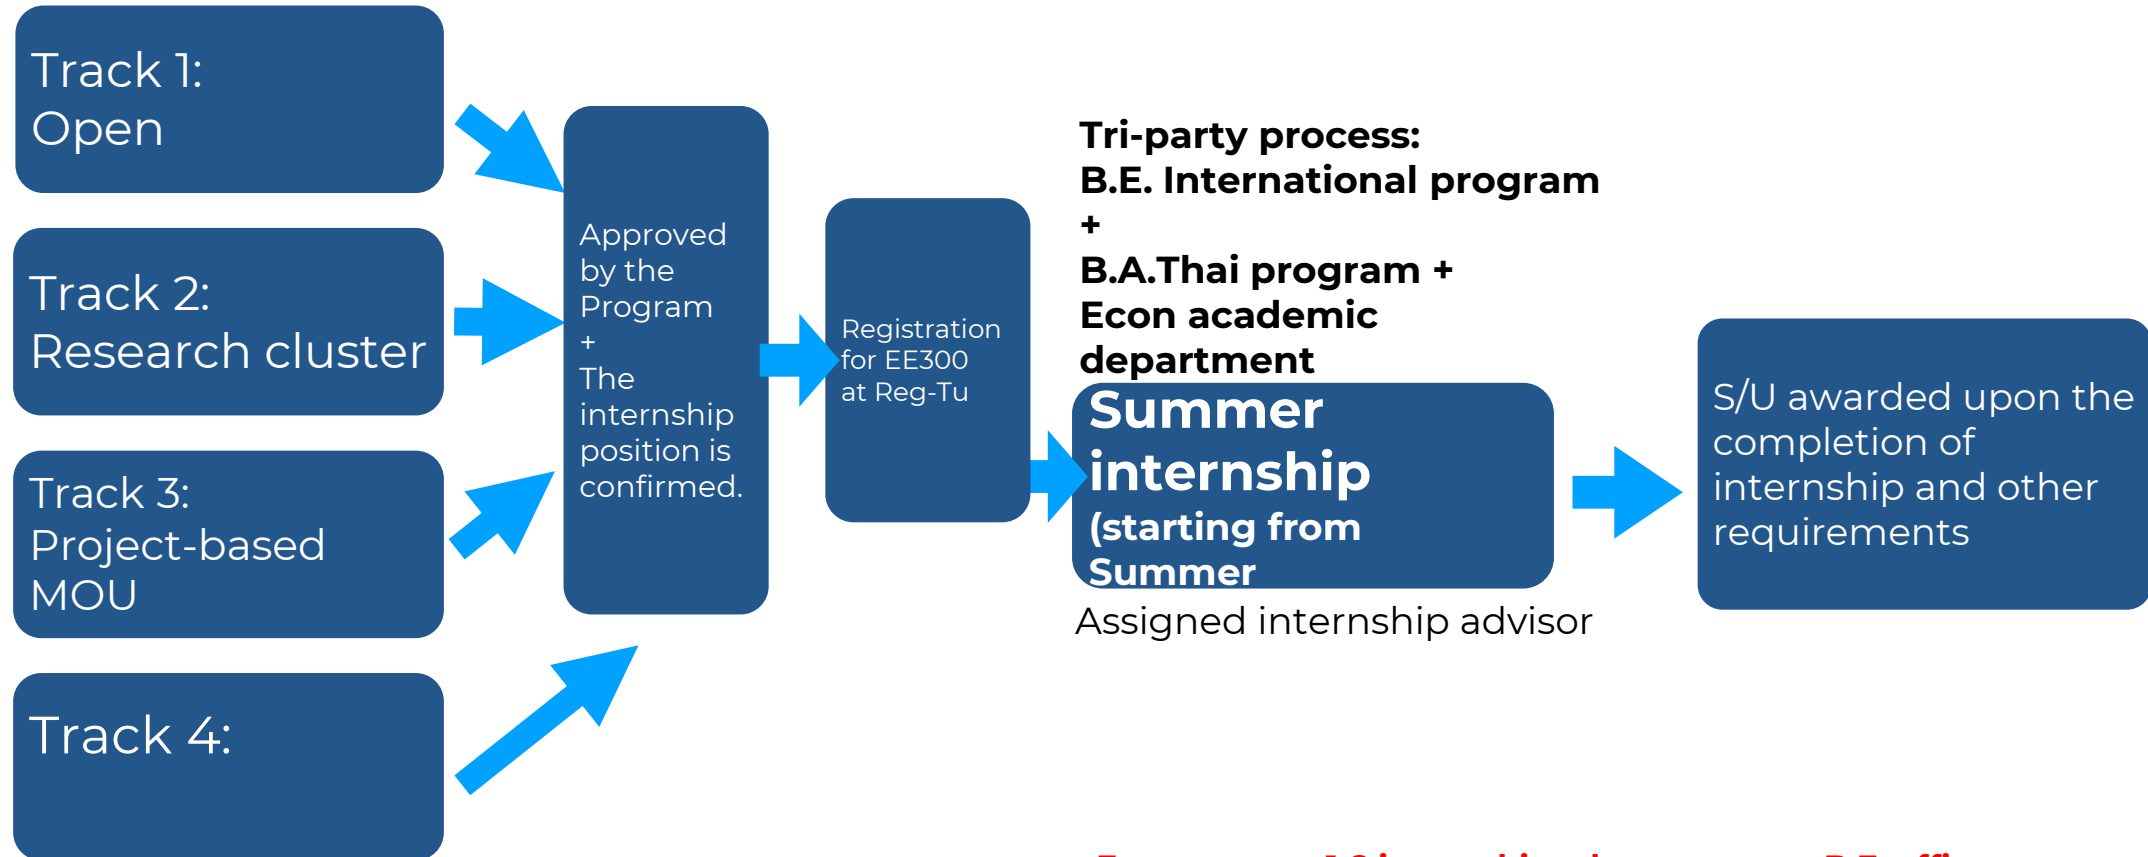 Track 1:
Open
Track 2:
Research cluster
Track 3:
Project-based
MOU
Track 4:
Approved
by the
Program
+
The
internship
position is
confirmed.
Registration
for EE300
at Reg-Tu
Tri-party process:
B.E. International program
+
B.A.Thai program +
Econ academic
department
Summer
internship
(starting from
Summer
Assigned internship advisor
S/U awarded upon the
completion of
internship and other
requirements